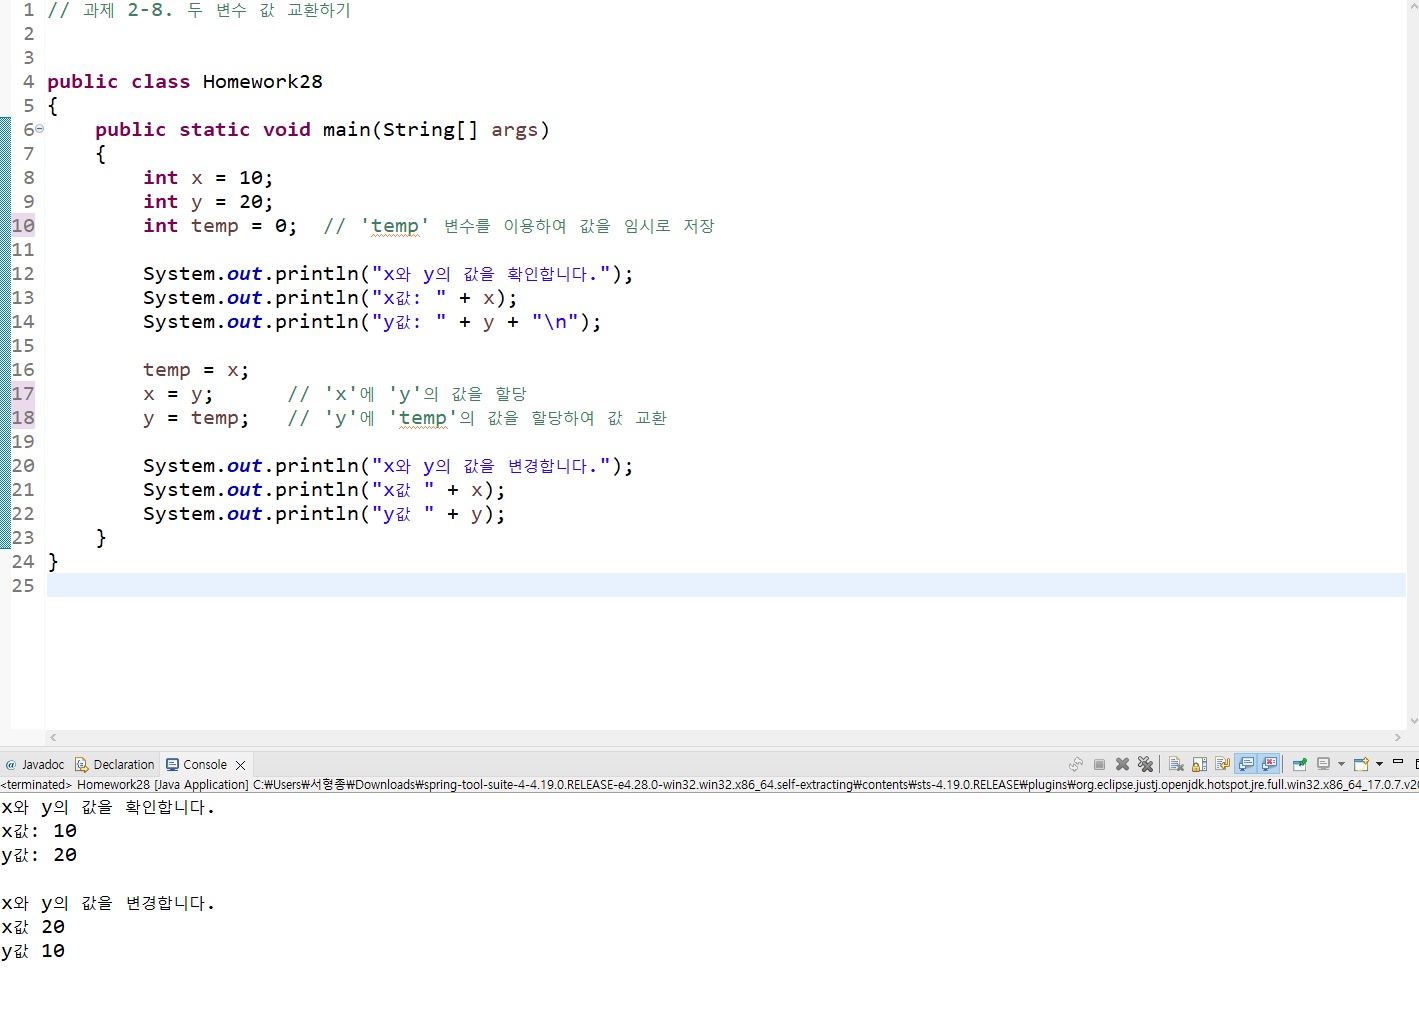 1 // 과제 2-8. 두 변수 값 교환하기
2
3
4 public class Homework28
5 {
6 public static void main(String[] args)
7 {
8 int x = 10;
9 int y = 20;
10 int temp = 0; // 'temp' 변수를 이용하여 값을 임시로 저장
11
12 System.out.println("x와 y의 값을 확인합니다.");
13 System.out.println("x값: " + x);
14 System.out.println("y값: " + y + "\n");
15
16 temp = x;
17 x = y; // 'x'에 'y'의 값을 할당
18 y = temp; // 'y'에 'temp'의 값을 할당하여 값 교환
19
20 System.out.println("x와 y의 값을 변경합니다.");
21 System.out.println("x값 " + x);
22 System.out.println("y값 " + y);
23 }
24 }
25
@ Javadoc Declaration Console
<terminated> Homework28 [Java Application] C:₩Users₩서형종₩Downloads₩spring-tool-suite-4-4.19.0.RELEASE-e4.28.0-win32.win32.x86_64.self-extracting₩contents₩sts-4.19.0.RELEASE₩plugins₩org.eclipse.justj.openjdk.hotspot.jre.full.win32.x86_64_17.0.7.v20
x와 y의 값을 확인합니다.
x값: 10
y값: 20
x와 y의 값을 변경합니다.
x값 20
y값 10